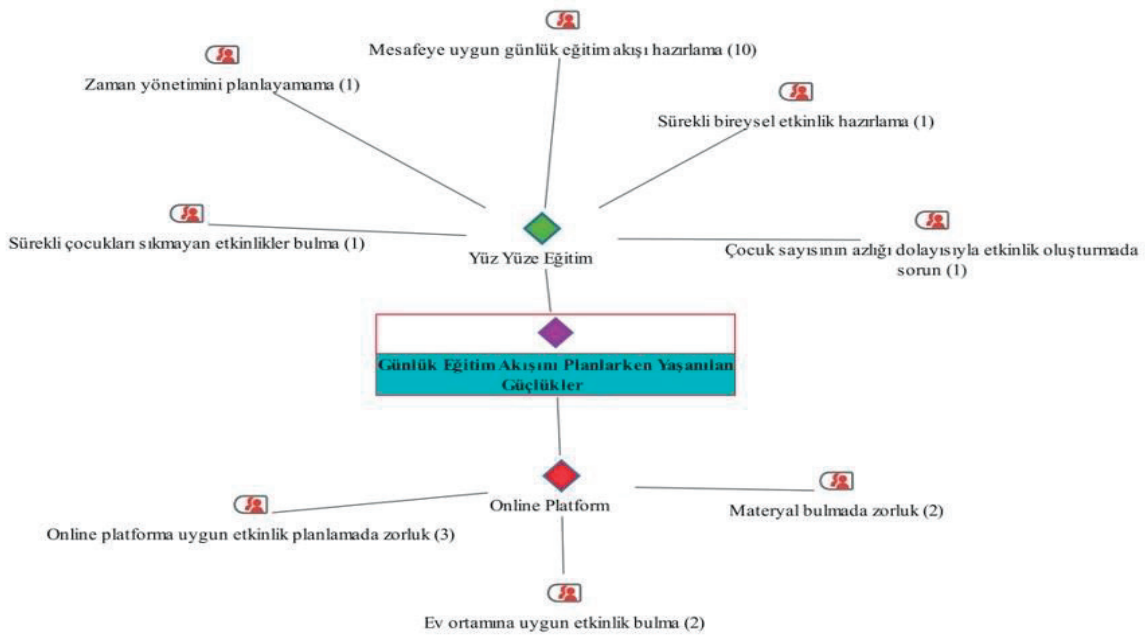 Mesafeye uygun günlük eğitim akışı hazırlama (10)
Zaman yönetimini planlayamama (1)
Sürekli bireysel etkinlik hazırlama (1)
Sürekli çocukları sıkmayan etkinlikler bulma (1)
Çocuk sayısının azlığı dolayısıyla etkinlik oluşturmada
sorun (1)
Yüz Yüze Eğitim
Günlük Eğitim Akışını Planlarken Yaşanılan
Güçlükler
Online Platform
Materyal bulmada zorluk (2)
Online platforma uygun etkinlik planlamada zorluk (3)
Ev ortamına uygun etkinlik bulma (2)